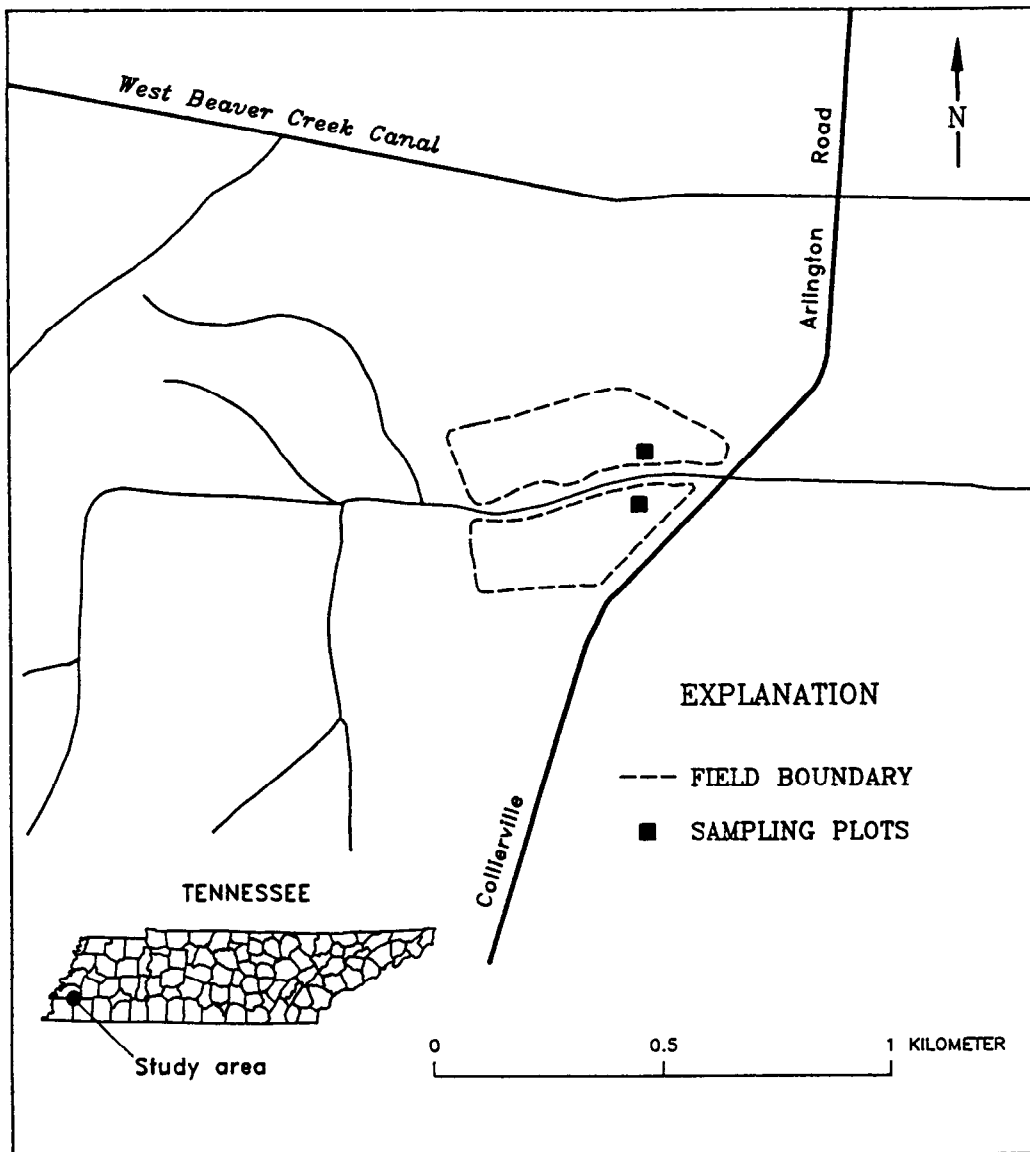 West Beaver Creek Canal
N
Road
Arlington
EXPLANATION
FIELD BOUNDARY
SAMPLING PLOTS
Collierville
TENNESSEE
Study area
0 0.5 1 KILOMETER